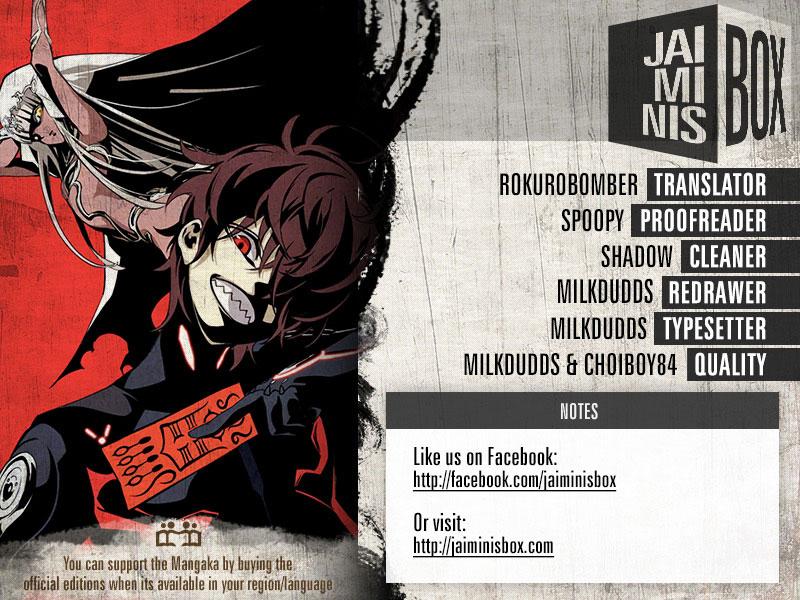 JAI
MI
NIS
BOX
ROKUROBOMBER TRANSLATOR
SPOOPY PROOFREADER
SHADOW CLEANER
MILKDUDDS REDRAWER
MILKDUDDS TYPESETTER
MILKDUDDS & CHOIBOY84 QUALITY
NOTES
Like us on Facebook:
http://facebook.com/jaiminisbox
Or visit:
http://jaiminisbox.com
You can support the Mangaka by buying the
official editions when its available in your region/language